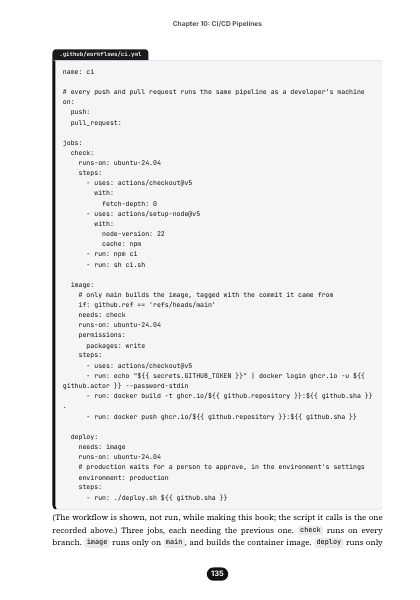 Chapter 10: CI/CD Pipelines
.github/workflows/ci.yml
name: ci
# every push and pull request runs the same pipeline as a developer's machine
on:
  push:
  pull_request:
jobs:
  check:
    runs-on: ubuntu-24.04
    steps:
      - uses: actions/checkout@v5
        with:
          fetch-depth: 0
      - uses: actions/setup-node@v5
        with:
          node-version: 22
          cache: npm
      - run: npm ci
      - run: sh ci.sh
  image:
    # only main builds the image, tagged with the commit it came from
    if: github.ref == 'refs/heads/main'
    needs: check
    runs-on: ubuntu-24.04
    permissions:
      packages: write
    steps:
      - uses: actions/checkout@v5
      - run: echo "${{ secrets.GITHUB_TOKEN }}" | docker login ghcr.io -u ${{
github.actor }} --password-stdin
      - run: docker build -t ghcr.io/${{ github.repository }}:${{ github.sha }}
.
      - run: docker push ghcr.io/${{ github.repository }}:${{ github.sha }}
  deploy:
    needs: image
    runs-on: ubuntu-24.04
    # production waits for a person to approve, in the environment's settings
    environment: production
    steps:
      - run: ./deploy.sh ${{ github.sha }}
(The workflow is shown, not run, while making this book; the script it calls is the one
recorded above.) Three jobs, each needing the previous one. check runs on every
branch. image runs only on main, and builds the container image. deploy runs only
135